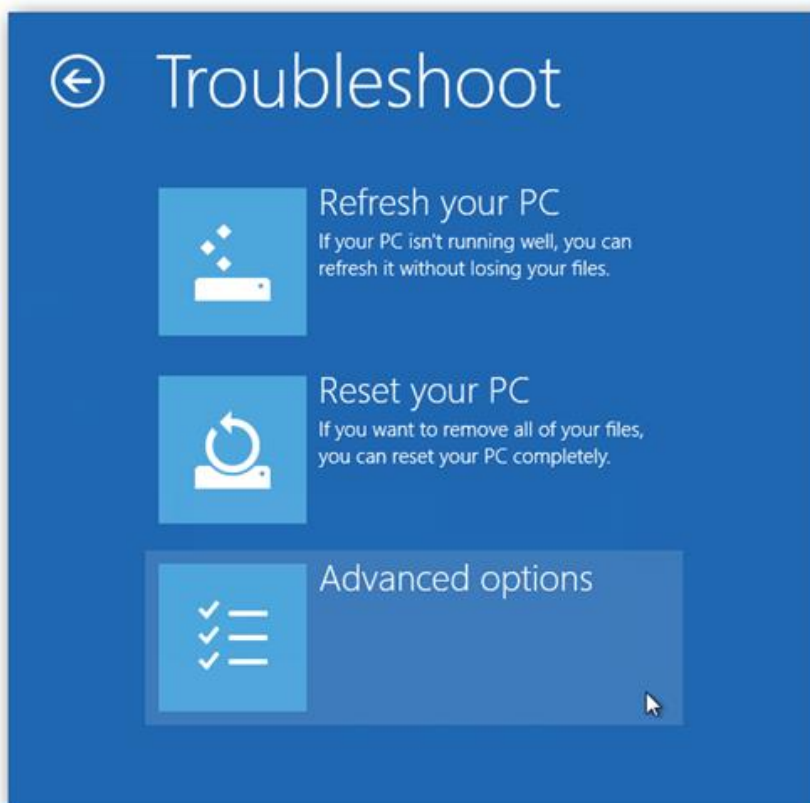 Troubleshoot
Refresh your PC
If your PC isn't running well, you can
refresh it without losing your files.
Reset your PC
If you want to remove all of your files,
you can reset your PC completely.
Advanced options